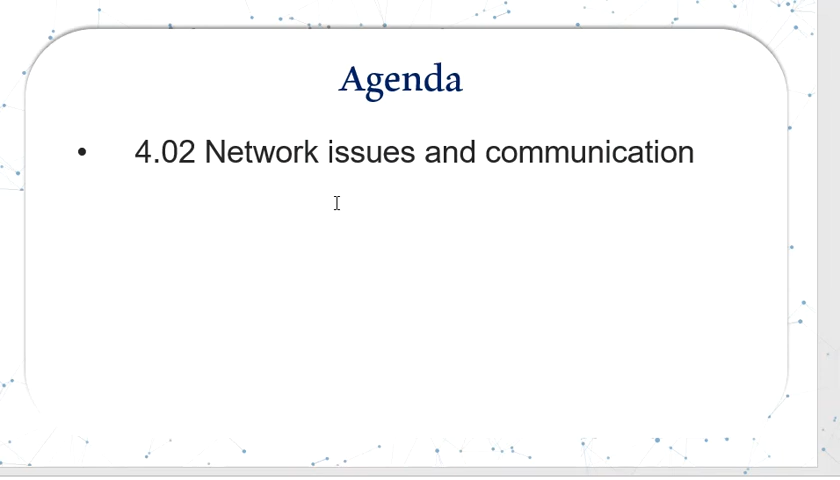 Agenda
• 4.02 Network issues and communication